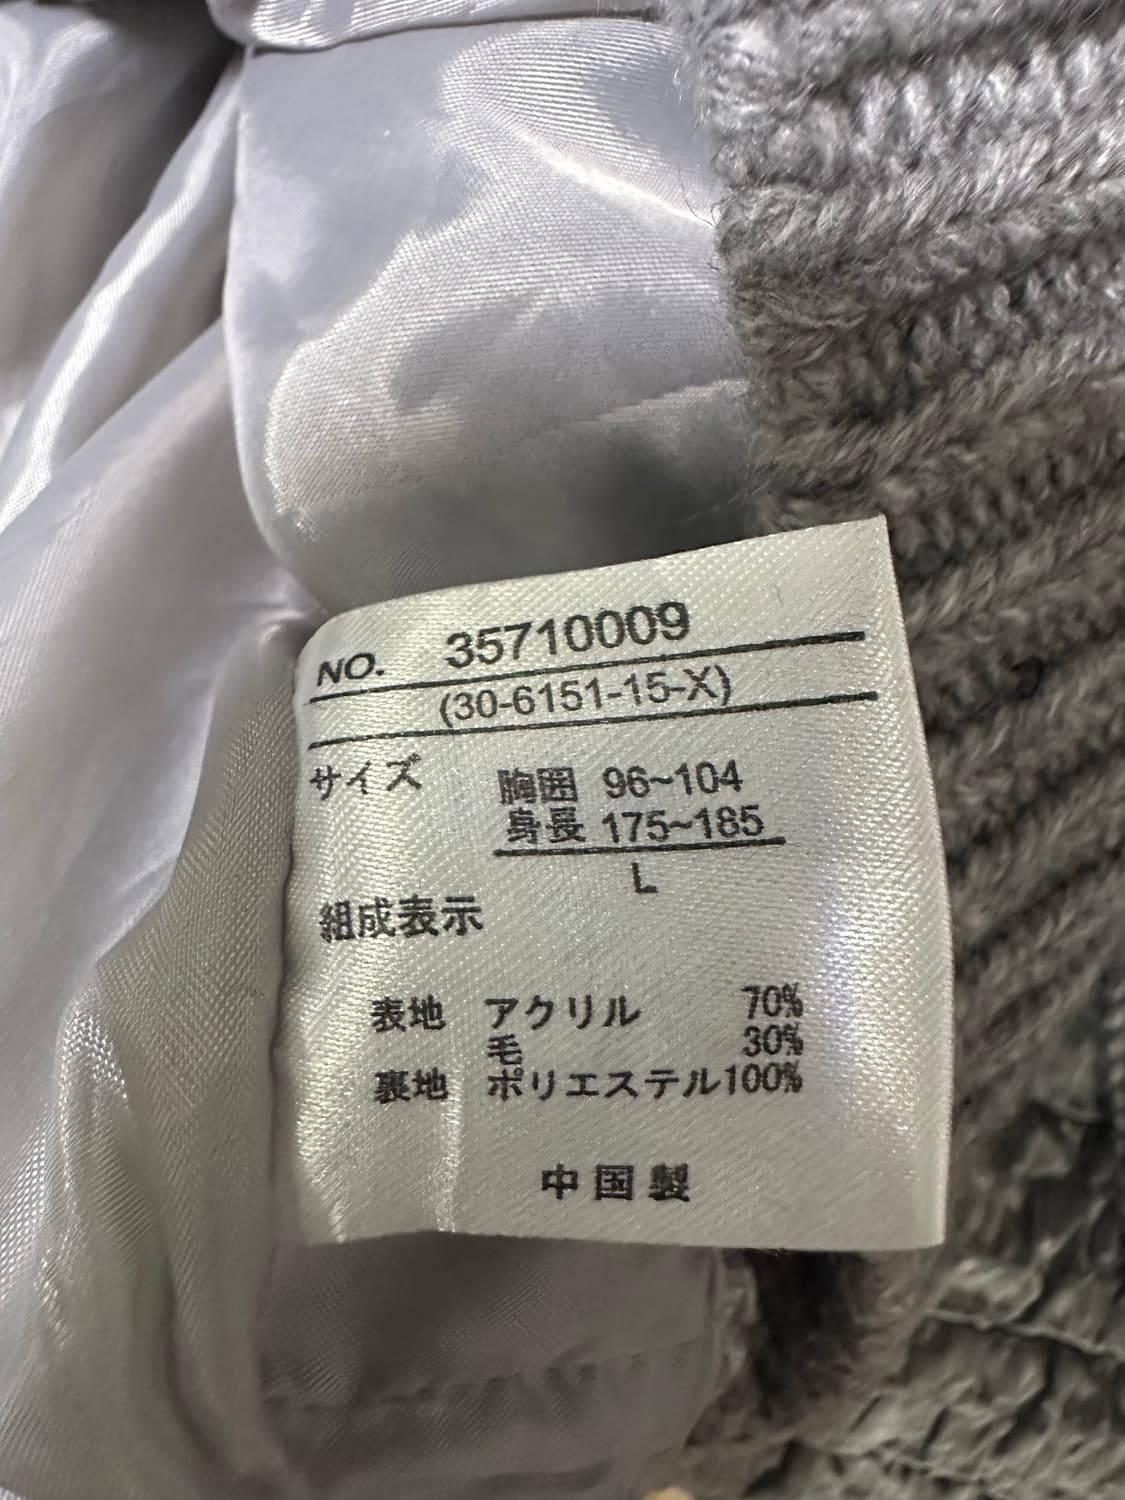 NO. 35710009
(30-6151-15-X)
サイズ 胸囲 96~104
身長 175~185
L
組成表示
表地 アクリル 70%
毛 30%
裏地 ポリエステル100%
中国製